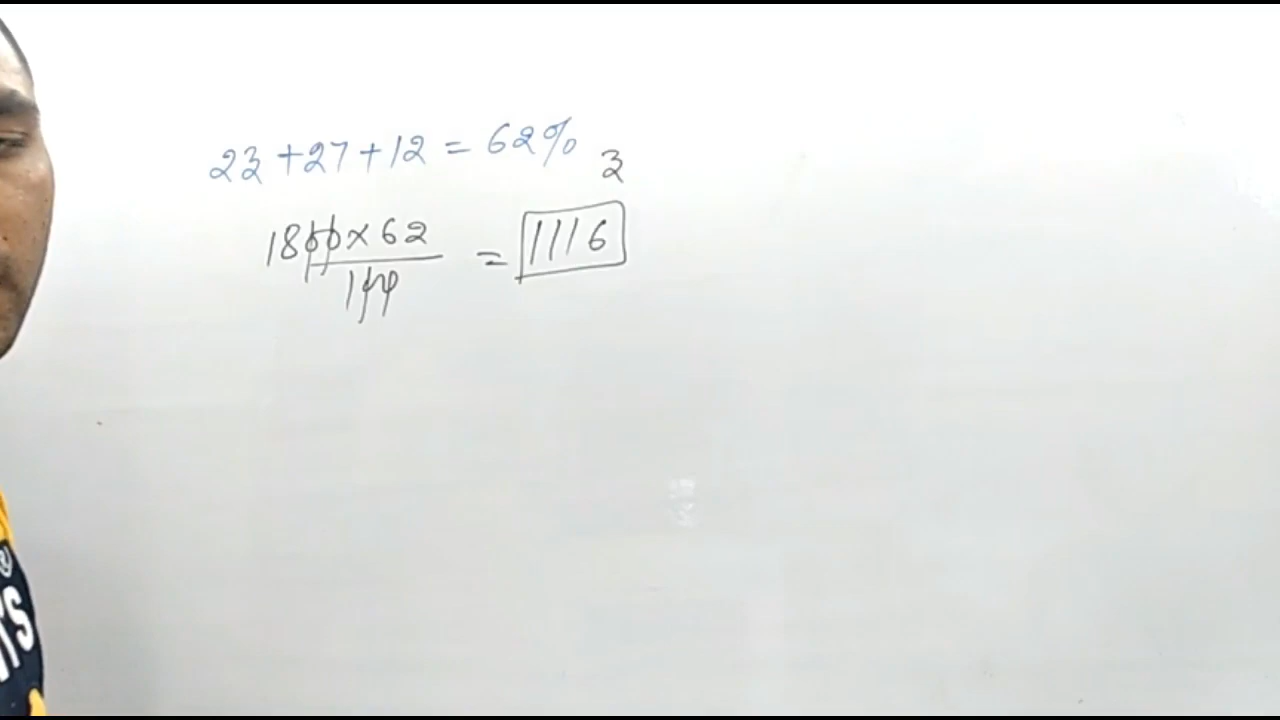 23 + 27 + 12 = 62%
3
1800 × 62 / 100 = 1116